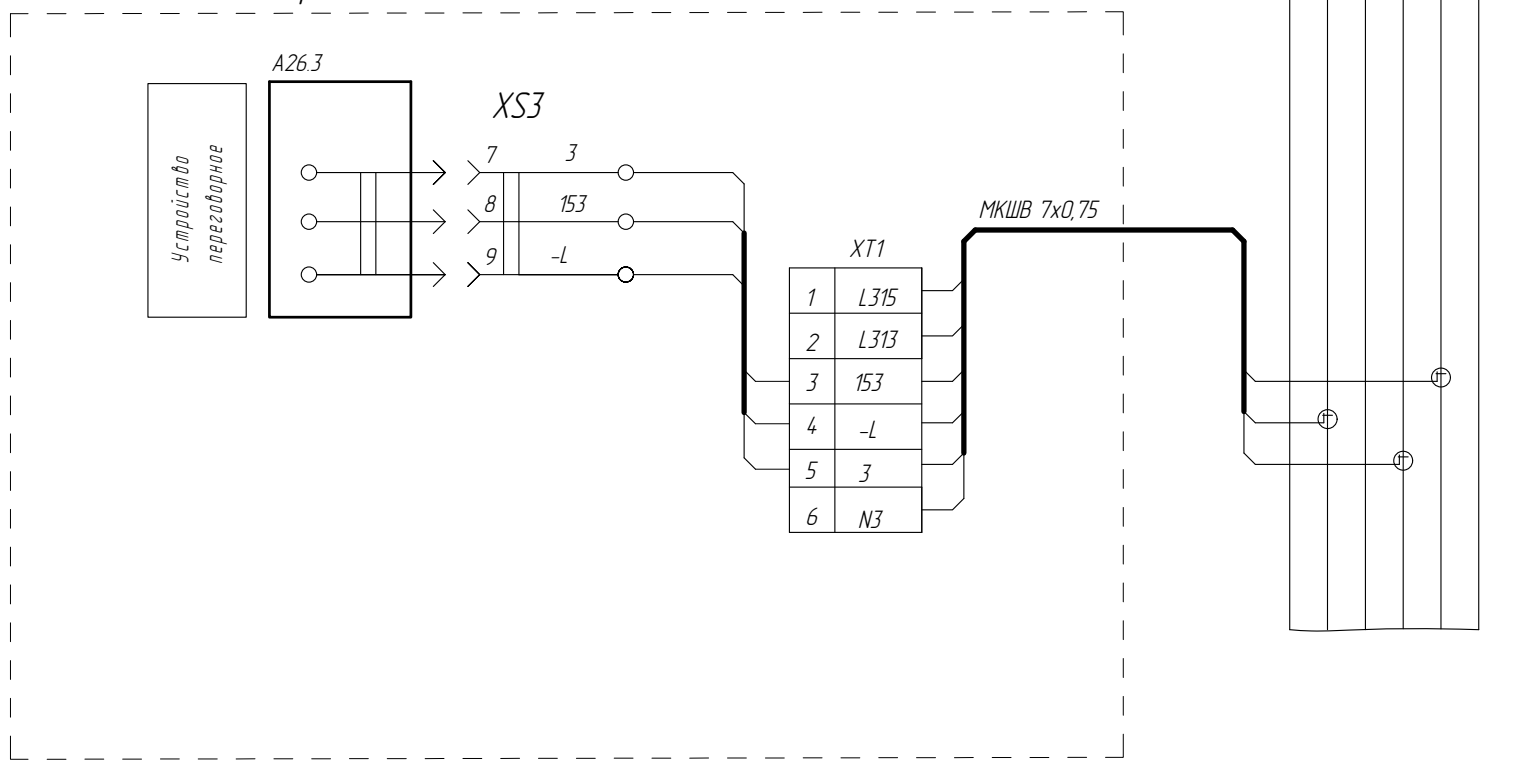 А26.3
XS3
Устройство
переговорное
7
3
8
153
9
-L
МКШВ 7х0,75
XT1
1 L315
2 L313
3 153
4 -L
5 3
6 N3